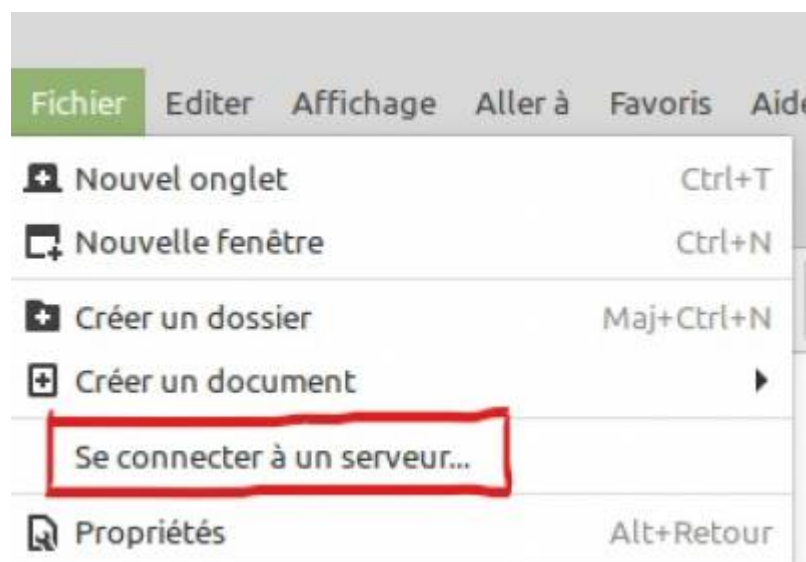 Fichier Editer Affichage Aller à Favoris Aide
Nouvel onglet Ctrl+T
Nouvelle fenêtre Ctrl+N
Créer un dossier Maj+Ctrl+N
Créer un document
Se connecter à un serveur...
Propriétés Alt+Retour